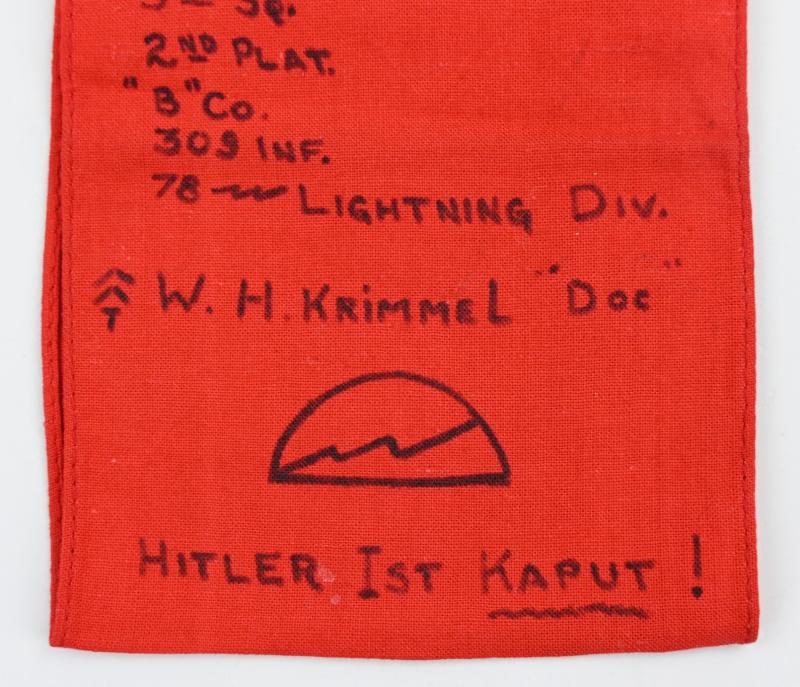 2ND PLAT.
"B" Co.
309 INF.
78 LIGHTNING DIV.
T W. H. KRIMMEL "DOC"
HITLER IST KAPUT !